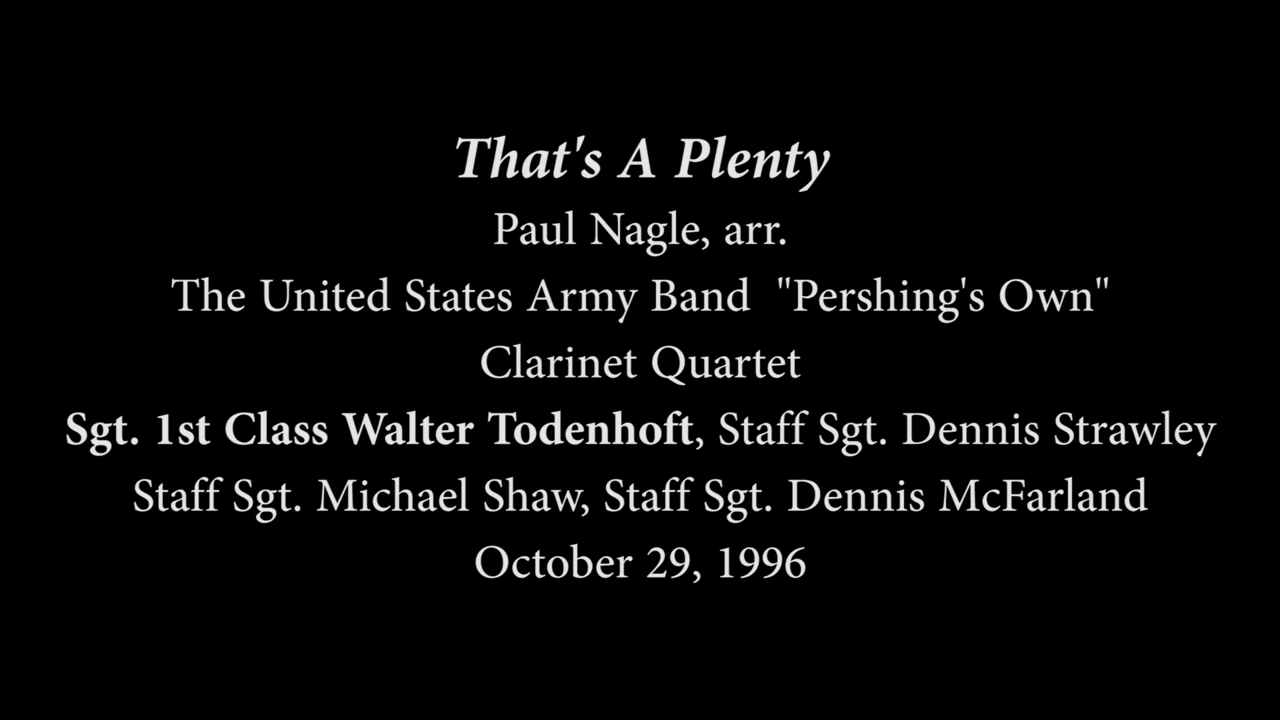 That's A Plenty
Paul Nagle, arr.
The United States Army Band "Pershing's Own"
Clarinet Quartet
Sgt. 1st Class Walter Todenhoft, Staff Sgt. Dennis Strawley
Staff Sgt. Michael Shaw, Staff Sgt. Dennis McFarland
October 29, 1996